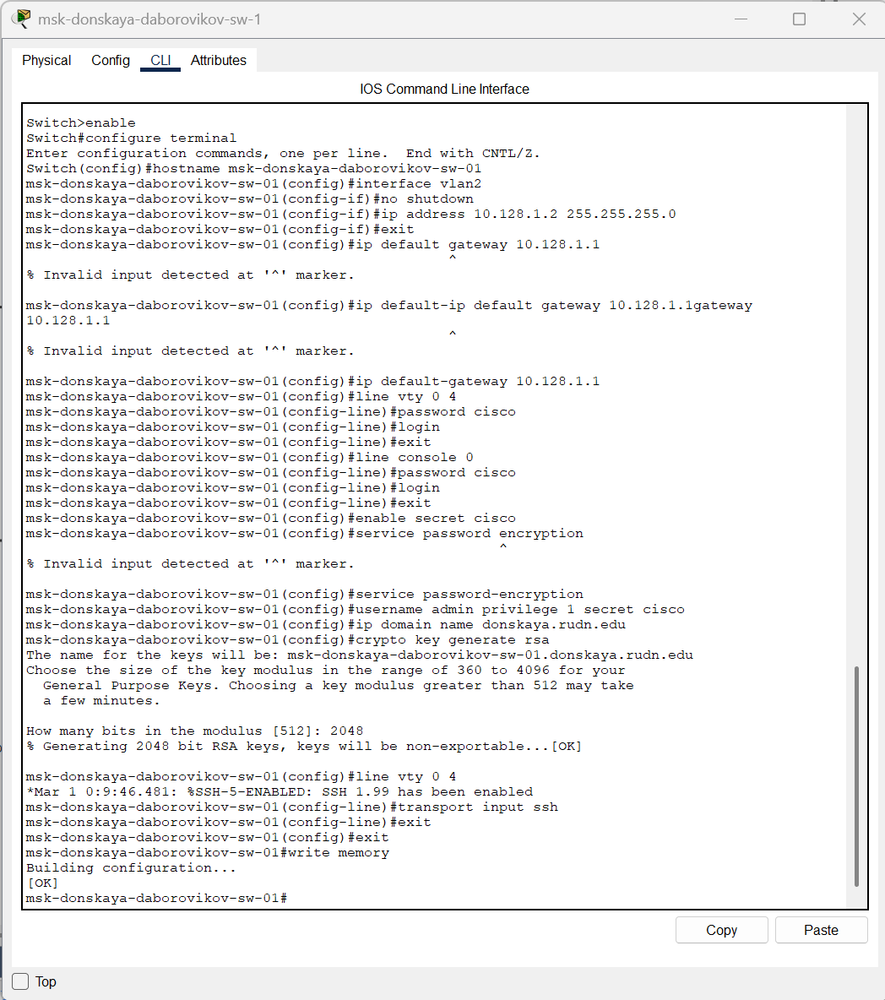 msk-donskaya-daborovikov-sw-1
Physical Config CLI Attributes
IOS Command Line Interface
Switch>enable
Switch#configure terminal
Enter configuration commands, one per line.  End with CNTL/Z.
Switch(config)#hostname msk-donskaya-daborovikov-sw-01
msk-donskaya-daborovikov-sw-01(config)#interface vlan2
msk-donskaya-daborovikov-sw-01(config-if)#no shutdown
msk-donskaya-daborovikov-sw-01(config-if)#ip address 10.128.1.2 255.255.255.0
msk-donskaya-daborovikov-sw-01(config-if)#exit
msk-donskaya-daborovikov-sw-01(config)#ip default gateway 10.128.1.1
^
% Invalid input detected at '^' marker.
msk-donskaya-daborovikov-sw-01(config)#ip default-ip default gateway 10.128.1.1gateway
10.128.1.1
^
% Invalid input detected at '^' marker.
msk-donskaya-daborovikov-sw-01(config)#ip default-gateway 10.128.1.1
msk-donskaya-daborovikov-sw-01(config)#line vty 0 4
msk-donskaya-daborovikov-sw-01(config-line)#password cisco
msk-donskaya-daborovikov-sw-01(config-line)#login
msk-donskaya-daborovikov-sw-01(config-line)#exit
msk-donskaya-daborovikov-sw-01(config)#line console 0
msk-donskaya-daborovikov-sw-01(config-line)#password cisco
msk-donskaya-daborovikov-sw-01(config-line)#login
msk-donskaya-daborovikov-sw-01(config-line)#exit
msk-donskaya-daborovikov-sw-01(config)#enable secret cisco
msk-donskaya-daborovikov-sw-01(config)#service password encryption
^
% Invalid input detected at '^' marker.
msk-donskaya-daborovikov-sw-01(config)#service password-encryption
msk-donskaya-daborovikov-sw-01(config)#username admin privilege 1 secret cisco
msk-donskaya-daborovikov-sw-01(config)#ip domain name donskaya.rudn.edu
msk-donskaya-daborovikov-sw-01(config)#crypto key generate rsa
The name for the keys will be: msk-donskaya-daborovikov-sw-01.donskaya.rudn.edu
Choose the size of the key modulus in the range of 360 to 4096 for your
General Purpose Keys. Choosing a key modulus greater than 512 may take
a few minutes.
How many bits in the modulus [512]: 2048
% Generating 2048 bit RSA keys, keys will be non-exportable...[OK]
msk-donskaya-daborovikov-sw-01(config)#line vty 0 4
*Mar 1 0:9:46.481: %SSH-5-ENABLED: SSH 1.99 has been enabled
msk-donskaya-daborovikov-sw-01(config-line)#transport input ssh
msk-donskaya-daborovikov-sw-01(config-line)#exit
msk-donskaya-daborovikov-sw-01(config)#exit
msk-donskaya-daborovikov-sw-01#write memory
Building configuration...
[OK]
msk-donskaya-daborovikov-sw-01#
Copy Paste
Top